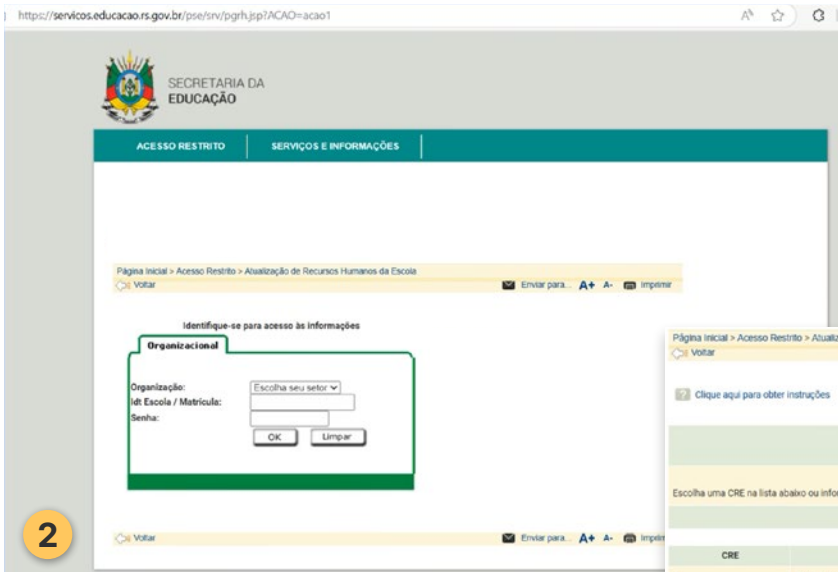 https://servicos.educacao.rs.gov.br/pse/srv/pgrh.jsp?ACAO=acao1
SECRETARIA DA
EDUCAÇÃO
ACESSO RESTRITO
SERVIÇOS E INFORMAÇÕES
Página Inicial > Acesso Restrito > Atualização de Recursos Humanos da Escola
Voltar
Enviar para... A+ A- Imprimir
Identifique-se para acesso às informações
Organizacional
Organização: Escolha seu setor
Idt Escola / Matrícula:
Senha:
OK Limpar
Voltar
Enviar para... A+ A-
2
Página Inicial > Acesso Restrito >
Voltar
? Clique aqui para obter instruções
Escolha uma CRE na lista abaixo ou
CRE